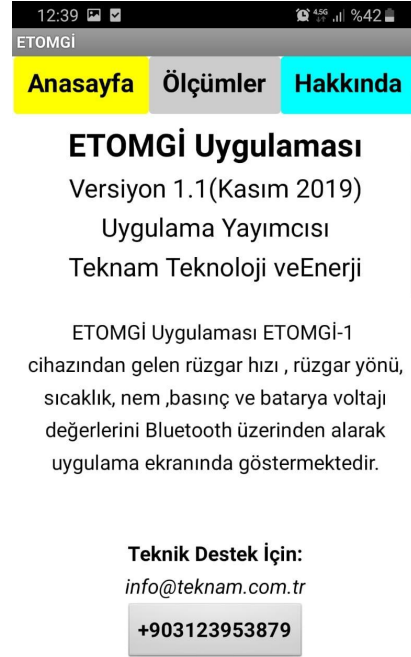 12:39 4.5G %42
ETOMGİ
Anasayfa Ölçümler Hakkında
ETOMGİ Uygulaması
Versiyon 1.1(Kasım 2019)
Uygulama Yayımcısı
Teknam Teknoloji veEnerji
ETOMGİ Uygulaması ETOMGİ-1
cihazından gelen rüzgar hızı , rüzgar yönü,
sıcaklık, nem ,basınç ve batarya voltajı
değerlerini Bluetooth üzerinden alarak
uygulama ekranında göstermektedir.
Teknik Destek İçin:
info@teknam.com.tr
+903123953879